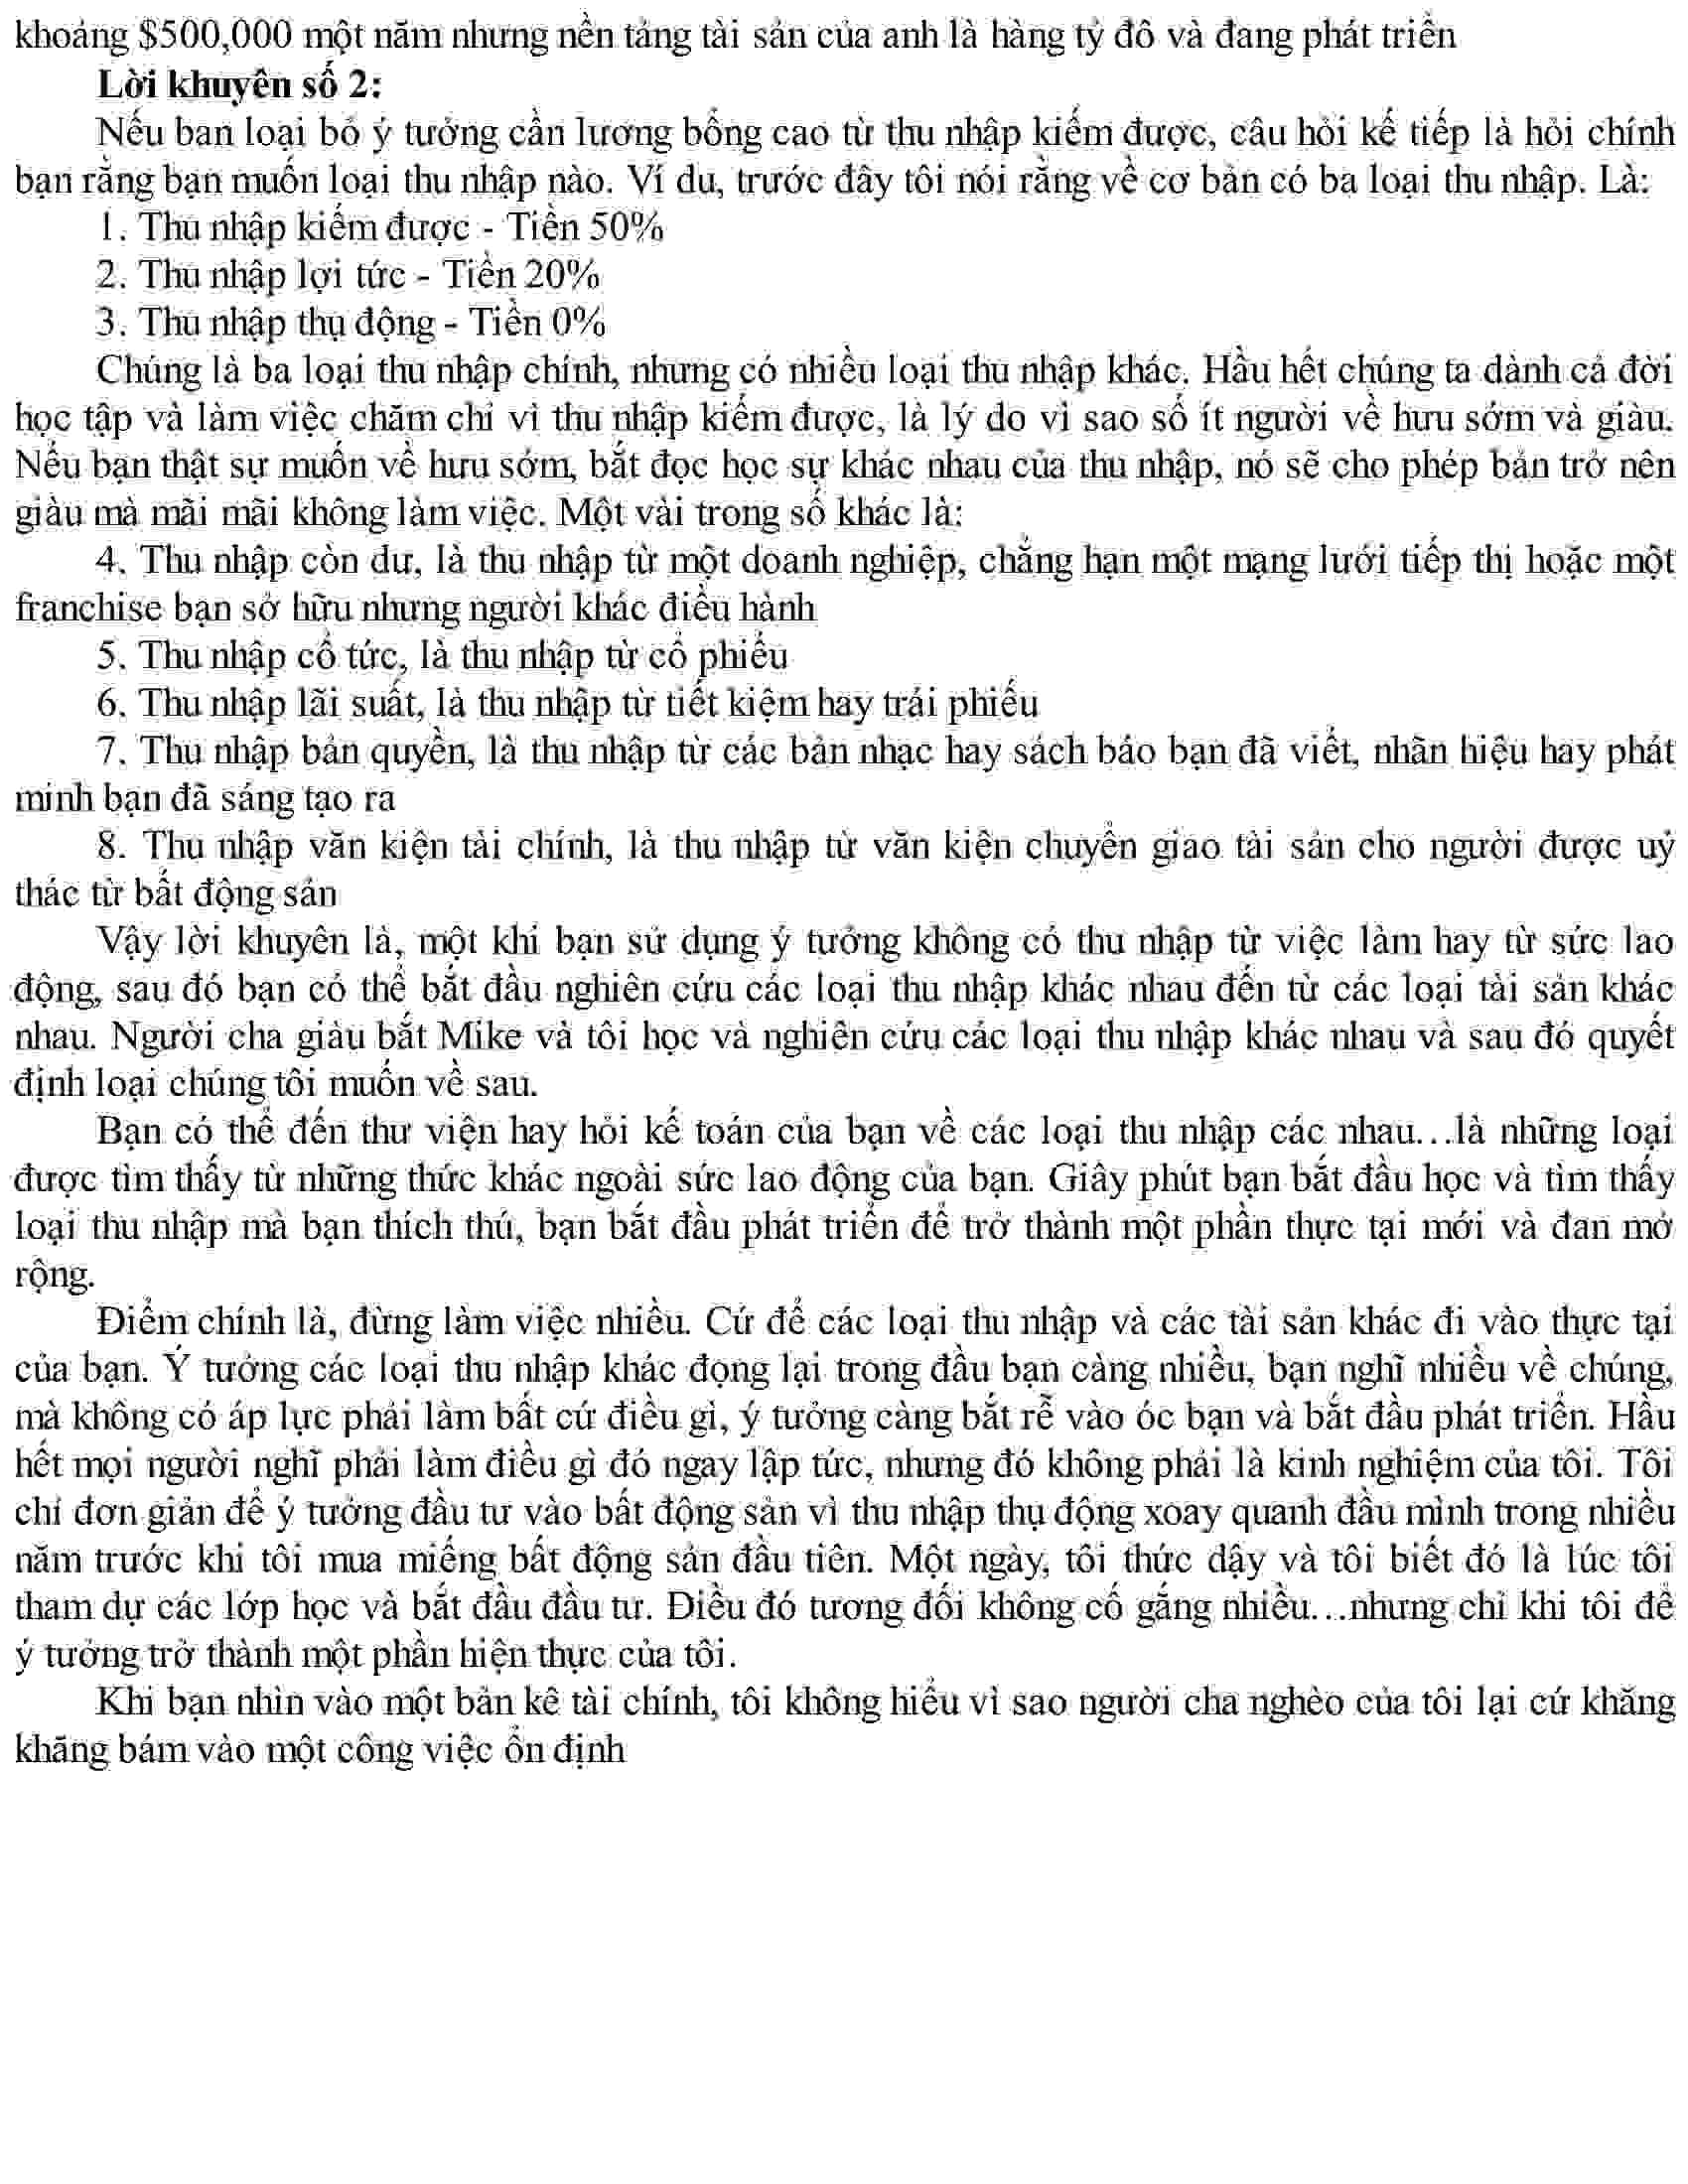 khoảng $500,000 một năm nhưng nền tảng tài sản của anh là hàng tỷ đô và đang phát triển
Lời khuyên số 2:
Nếu ban loại bỏ ý tưởng cần lương bổng cao từ thu nhập kiếm được, câu hỏi kế tiếp là hỏi chính
bạn rằng bạn muốn loại thu nhập nào. Ví du, trước đây tôi nói rằng về cơ bản có ba loại thu nhập. Là:
1. Thu nhập kiếm được - Tiền 50%
2. Thu nhập lợi tức - Tiền 20%
3. Thu nhập thụ động - Tiền 0%
Chúng là ba loại thu nhập chính, nhưng có nhiều loại thu nhập khác. Hầu hết chúng ta dành cả đời
học tập và làm việc chăm chỉ vì thu nhập kiếm được, là lý do vì sao số ít người về hưu sớm và giàu.
Nếu bạn thật sự muốn về hưu sớm, bắt đọc học sự khác nhau của thu nhập, nó sẽ cho phép bản trở nên
giàu mà mãi mãi không làm việc. Một vài trong số khác là:
4. Thu nhập còn dư, là thu nhập từ một doanh nghiệp, chẳng hạn một mạng lưới tiếp thị hoặc một
franchise bạn sở hữu nhưng người khác điều hành
5. Thu nhập cổ tức, là thu nhập từ cổ phiếu
6. Thu nhập lãi suất, là thu nhập từ tiết kiệm hay trái phiếu
7. Thu nhập bản quyền, là thu nhập từ các bản nhạc hay sách báo bạn đã viết, nhãn hiệu hay phát
minh bạn đã sáng tạo ra
8. Thu nhập văn kiện tài chính, là thu nhập từ văn kiện chuyển giao tài sản cho người được uỷ
thác từ bất động sản
Vậy lời khuyên là, một khi bạn sử dụng ý tưởng không có thu nhập từ việc làm hay từ sức lao
động, sau đó bạn có thể bắt đầu nghiên cứu các loại thu nhập khác nhau đến từ các loại tài sản khác
nhau. Người cha giàu bắt Mike và tôi học và nghiên cứu các loại thu nhập khác nhau và sau đó quyết
định loại chúng tôi muốn về sau.
Bạn có thể đến thư viện hay hỏi kế toán của bạn về các loại thu nhập các nhau...là những loại
được tìm thấy từ những thức khác ngoài sức lao động của bạn. Giây phút bạn bắt đầu học và tìm thấy
loại thu nhập mà bạn thích thú, bạn bắt đầu phát triển để trở thành một phần thực tại mới và đan mở
rộng.
Điểm chính là, đừng làm việc nhiều. Cứ để các loại thu nhập và các tài sản khác đi vào thực tại
của bạn. Ý tưởng các loại thu nhập khác đọng lại trong đầu bạn càng nhiều, bạn nghĩ nhiều về chúng,
mà không có áp lực phải làm bất cứ điều gì, ý tưởng càng bắt rễ vào óc bạn và bắt đầu phát triển. Hầu
hết mọi người nghĩ phải làm điều gì đó ngay lập tức, nhưng đó không phải là kinh nghiệm của tôi. Tôi
chỉ đơn giản để ý tưởng đầu tư vào bất động sản vì thu nhập thụ động xoay quanh đầu mình trong nhiều
năm trước khi tôi mua miếng bất động sản đầu tiên. Một ngày, tôi thức dậy và tôi biết đó là lúc tôi
tham dự các lớp học và bắt đầu đầu tư. Điều đó tương đối không cố gắng nhiều...nhưng chỉ khi tôi để
ý tưởng trở thành một phần hiện thực của tôi.
Khi bạn nhìn vào một bản kê tài chính, tôi không hiểu vì sao người cha nghèo của tôi lại cứ khăng
khăng bám vào một công việc ổn định